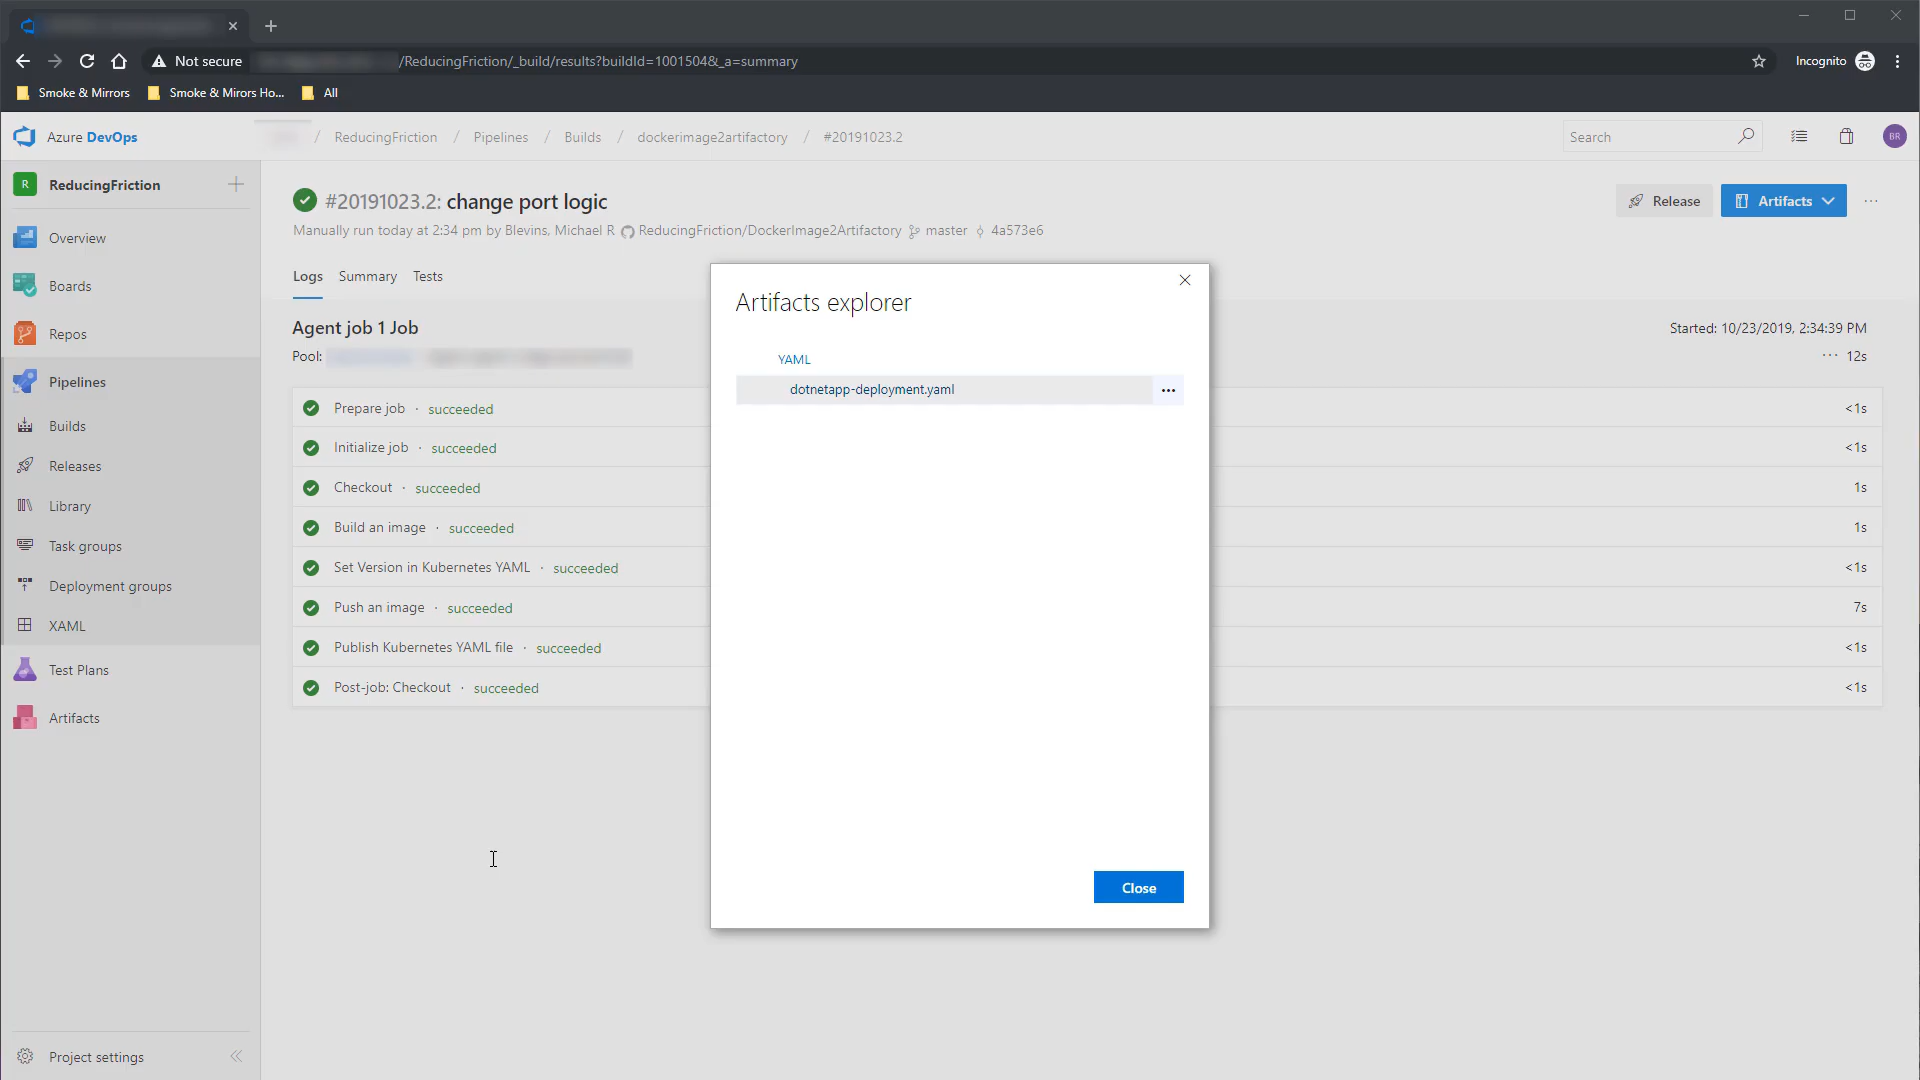 Not secure
/ReducingFriction/_build/results?buildId=1001504&_a=summary
Incognito
Smoke & Mirrors
Smoke & Mirors Ho...
All
Azure DevOps
/ ReducingFriction / Pipelines / Builds / dockerimage2artifactory / #20191023.2
Search
BR
R ReducingFriction
Overview
Boards
Repos
Pipelines
Builds
Releases
Library
Task groups
Deployment groups
XAML
Test Plans
Artifacts
Project settings
#20191023.2: change port logic
Release
Artifacts
Manually run today at 2:34 pm by Blevins, Michael R ReducingFriction/DockerImage2Artifactory master 4a573e6
Logs Summary Tests
Agent job 1 Job
Started: 10/23/2019, 2:34:39 PM
Pool:
··· 12s
Prepare job · succeeded <1s
Initialize job · succeeded <1s
Checkout · succeeded 1s
Build an image · succeeded 1s
Set Version in Kubernetes YAML · succeeded <1s
Push an image · succeeded 7s
Publish Kubernetes YAML file · succeeded <1s
Post-job: Checkout · succeeded <1s
Artifacts explorer
YAML
dotnetapp-deployment.yaml
Close